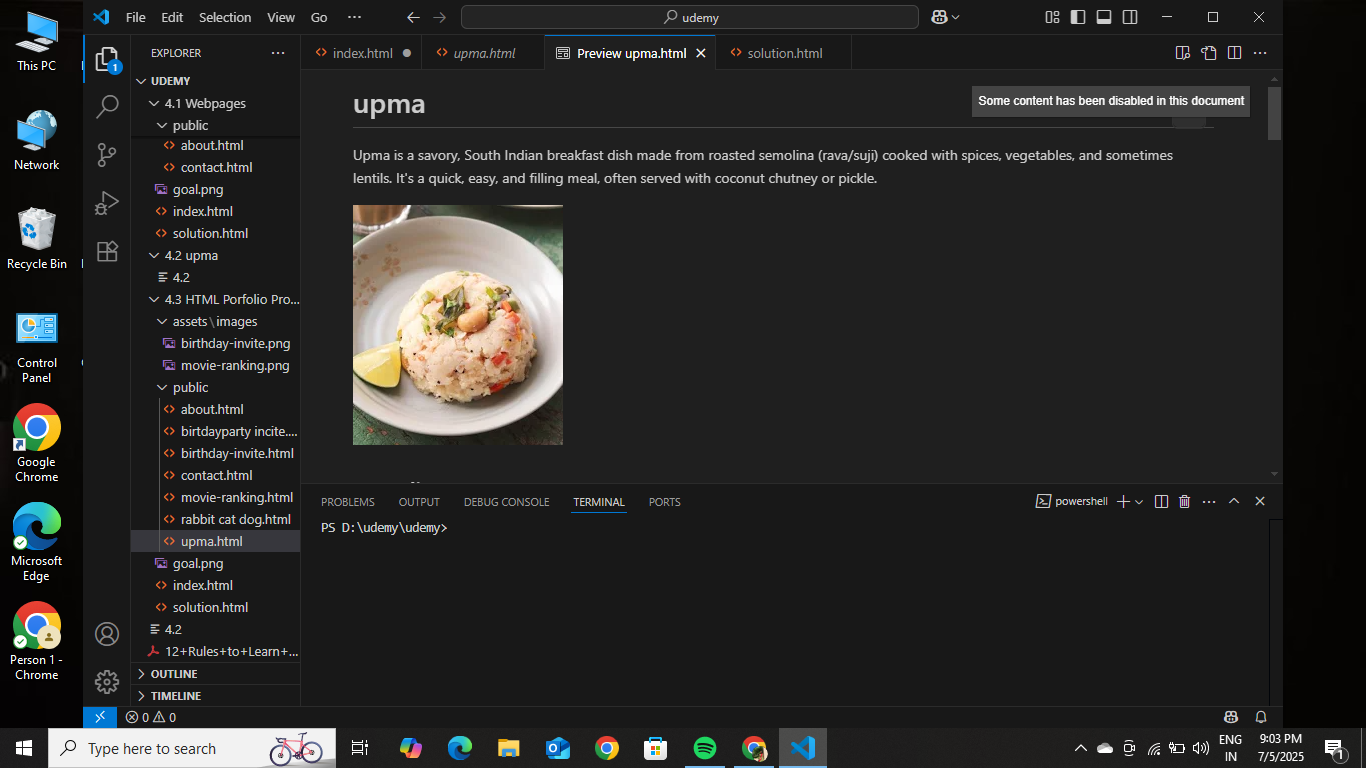 This PC
Network
Recycle Bin
Control
Panel
Google
Chrome
Microsoft
Edge
Person 1 -
Chrome
File Edit Selection View Go ···
udemy
EXPLORER
UDEMY
4.1 Webpages
public
about.html
contact.html
goal.png
index.html
solution.html
4.2 upma
4.2
4.3 HTML Porfolio Pro...
assets\images
birthday-invite.png
movie-ranking.png
public
about.html
birtdayparty incite....
birthday-invite.html
contact.html
movie-ranking.html
rabbit cat dog.html
upma.html
goal.png
index.html
solution.html
4.2
12+Rules+to+Learn+...
OUTLINE
TIMELINE
1
index.html upma.html Preview upma.html solution.html
Some content has been disabled in this document
upma
Upma is a savory, South Indian breakfast dish made from roasted semolina (rava/suji) cooked with spices, vegetables, and sometimes
lentils. It's a quick, easy, and filling meal, often served with coconut chutney or pickle.
PROBLEMS OUTPUT DEBUG CONSOLE TERMINAL PORTS
powershell
PS D:\udemy\udemy>
0 0
Type here to search
ENG
IN
9:03 PM
7/5/2025
1